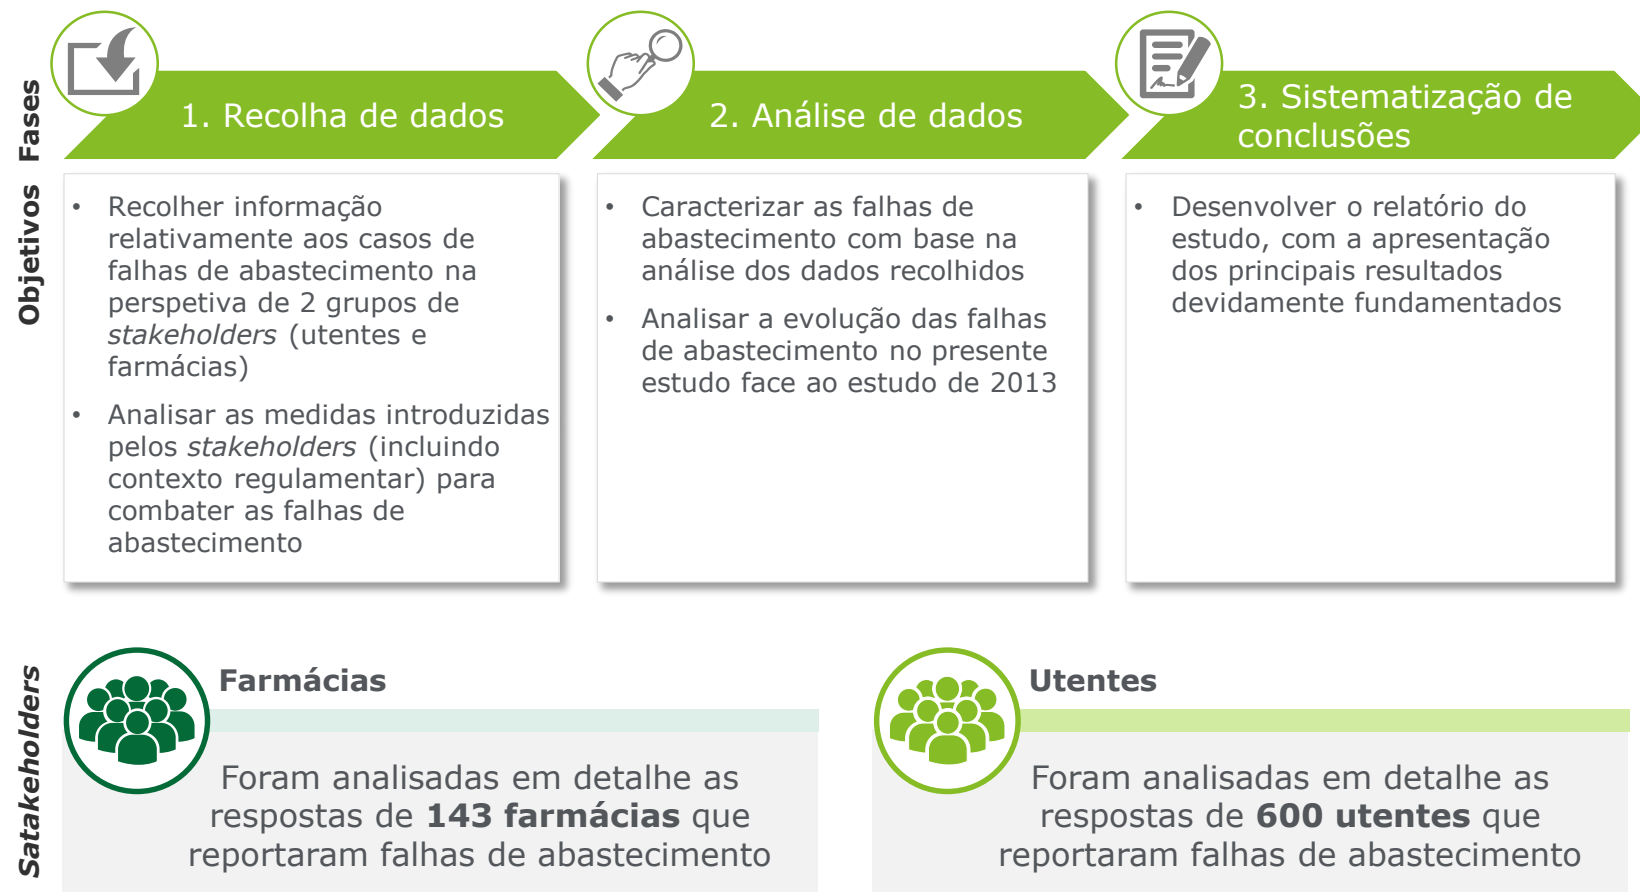 Fases
1. Recolha de dados
2. Análise de dados
3. Sistematização de
conclusões
Objetivos
• Recolher informação
relativamente aos casos de
falhas de abastecimento na
perspetiva de 2 grupos de
stakeholders (utentes e
farmácias)
• Analisar as medidas introduzidas
pelos stakeholders (incluindo
contexto regulamentar) para
combater as falhas de
abastecimento
• Caracterizar as falhas de
abastecimento com base na
análise dos dados recolhidos
• Analisar a evolução das falhas
de abastecimento no presente
estudo face ao estudo de 2013
• Desenvolver o relatório do
estudo, com a apresentação
dos principais resultados
devidamente fundamentados
Satakeholders
Farmácias
Foram analisadas em detalhe as
respostas de 143 farmácias que
reportaram falhas de abastecimento
Utentes
Foram analisadas em detalhe as
respostas de 600 utentes que
reportaram falhas de abastecimento